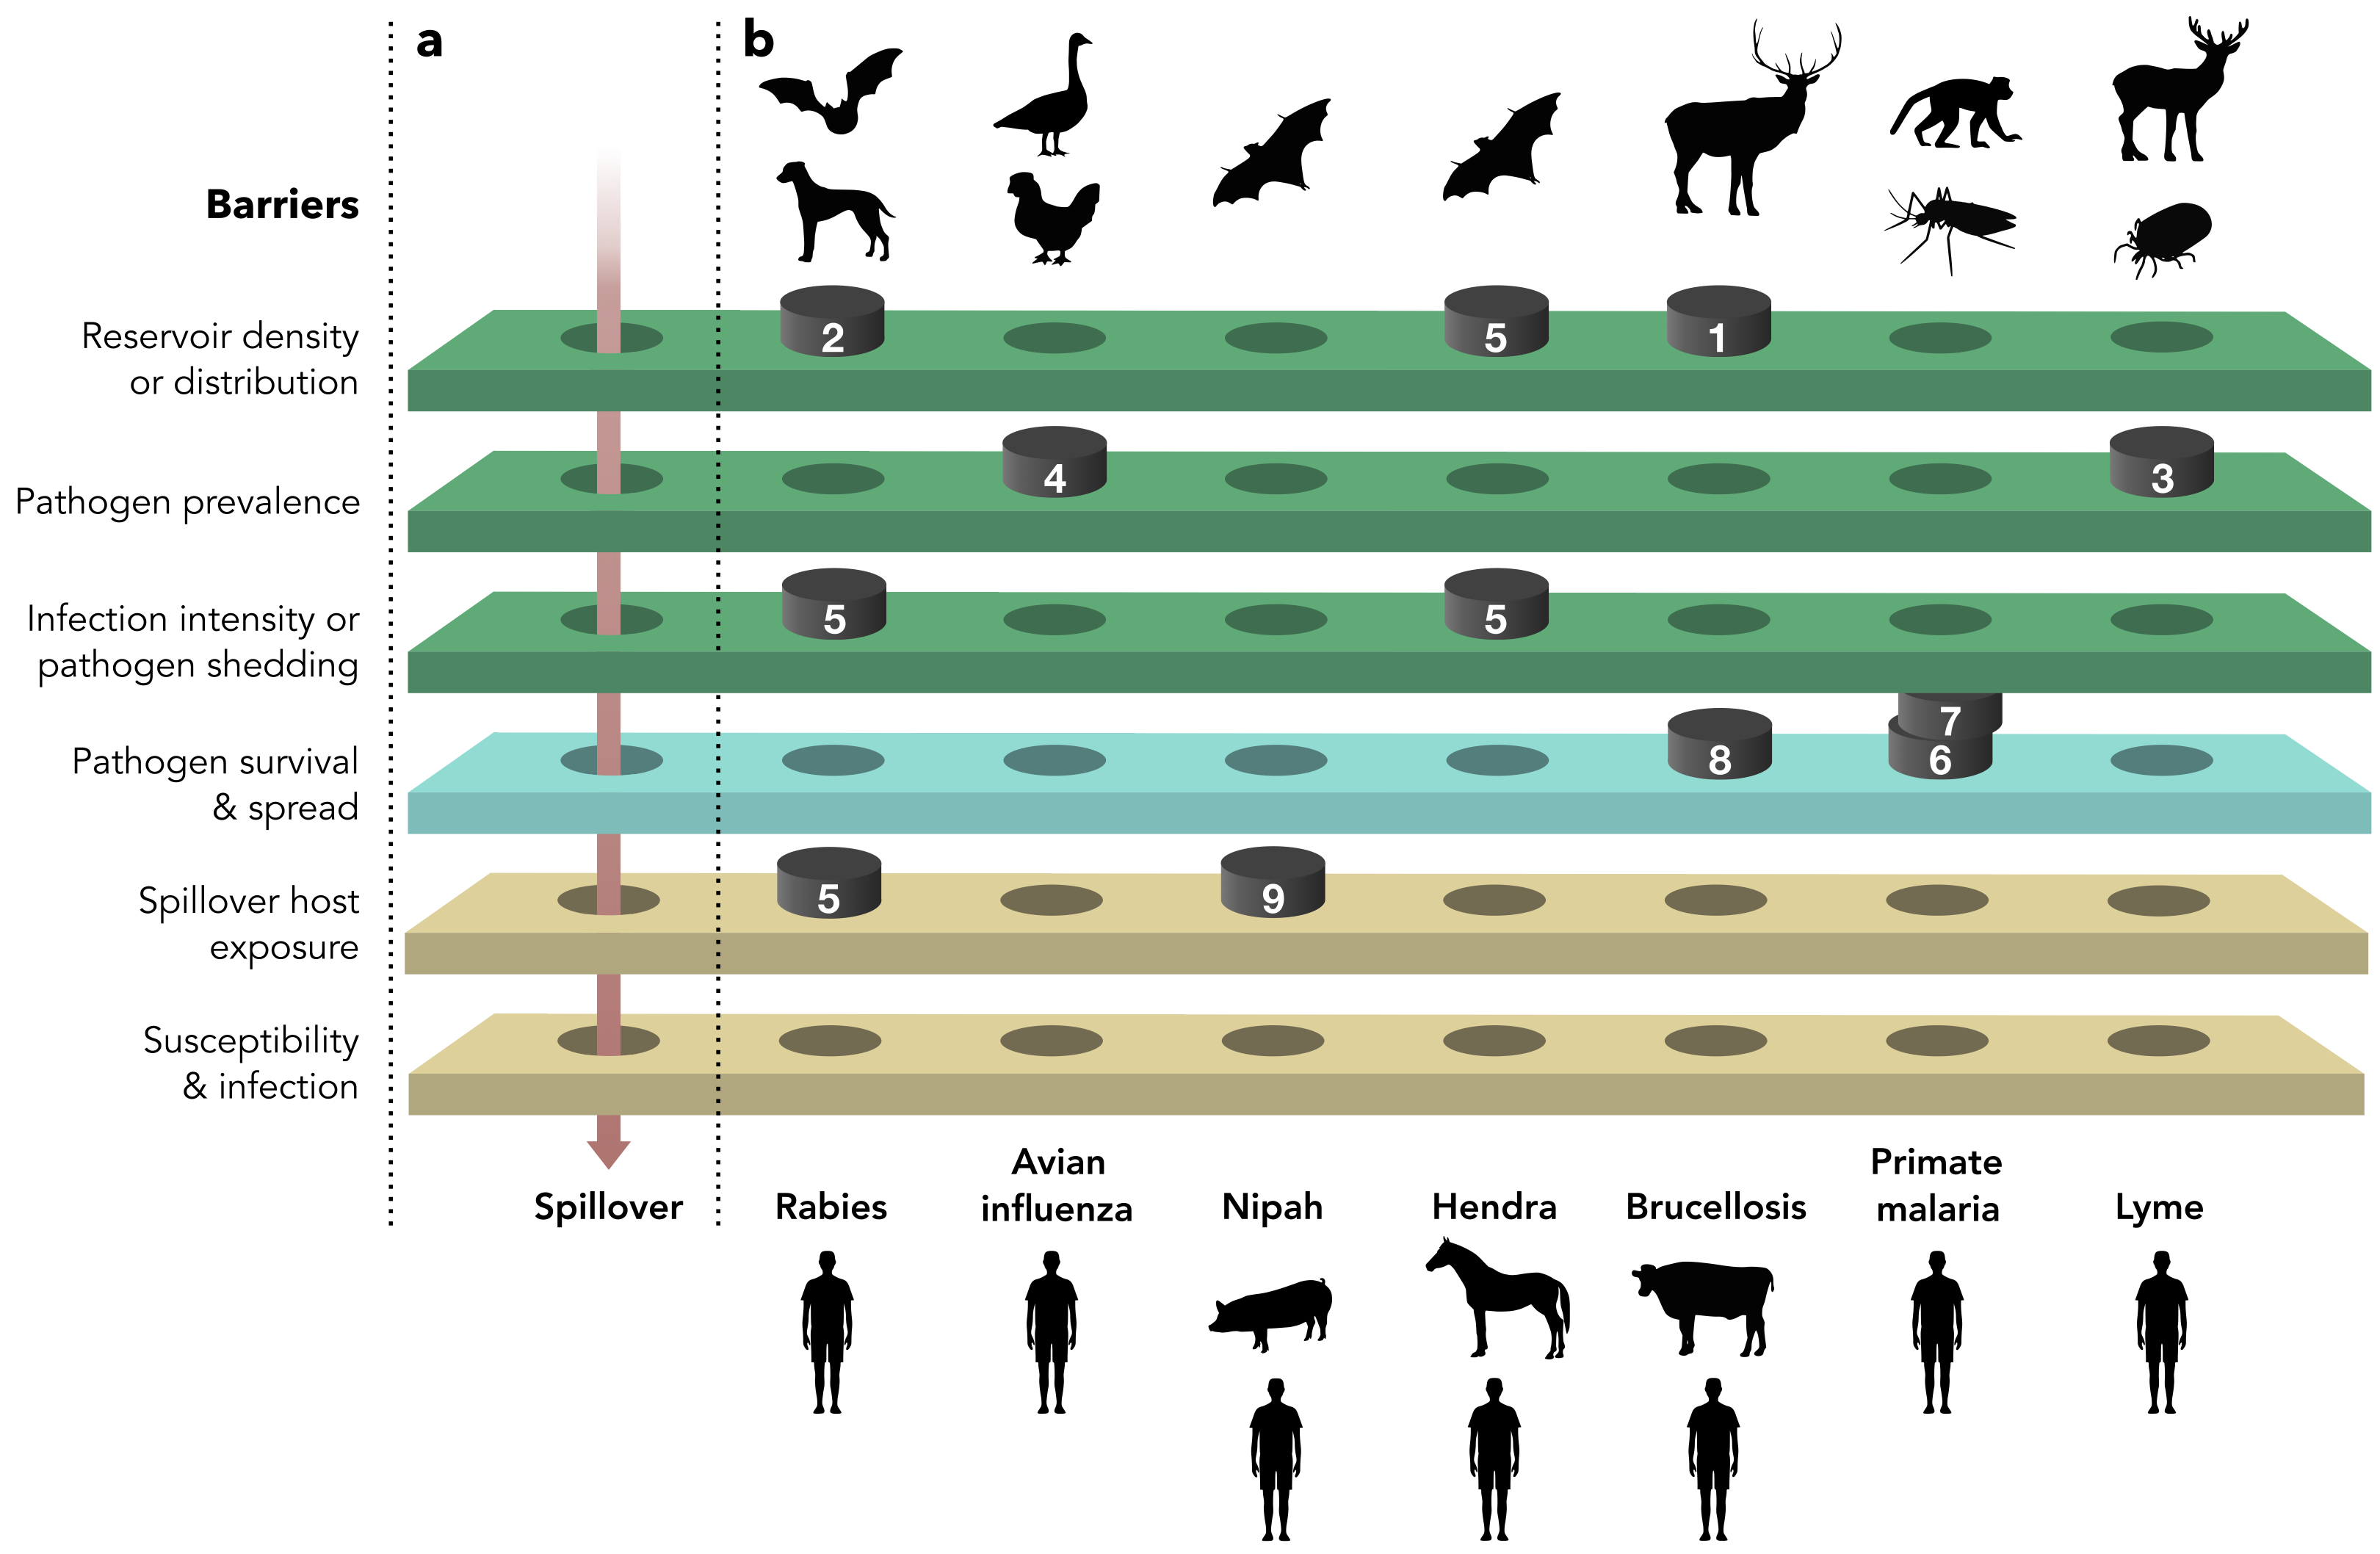 a
b
Barriers
Reservoir density
or distribution
2
5
1
Pathogen prevalence
4
3
Infection intensity or
pathogen shedding
5
5
Pathogen survival
& spread
8
7
6
Spillover host
exposure
5
9
Susceptibility
& infection
Spillover
Rabies
Avian
influenza
Nipah
Hendra
Brucellosis
Primate
malaria
Lyme